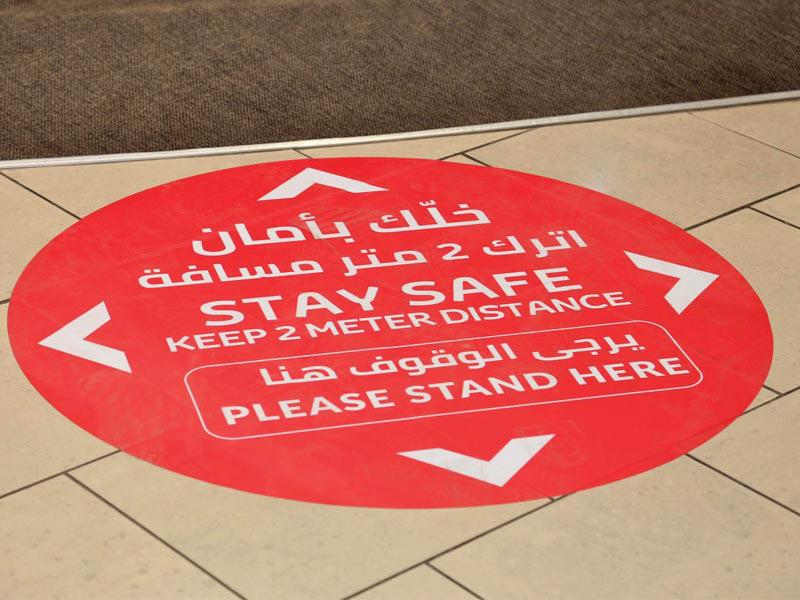 خلّك بأمان
اترك 2 متر مسافة
STAY SAFE
KEEP 2 METER DISTANCE
يرجى الوقوف هنا
PLEASE STAND HERE